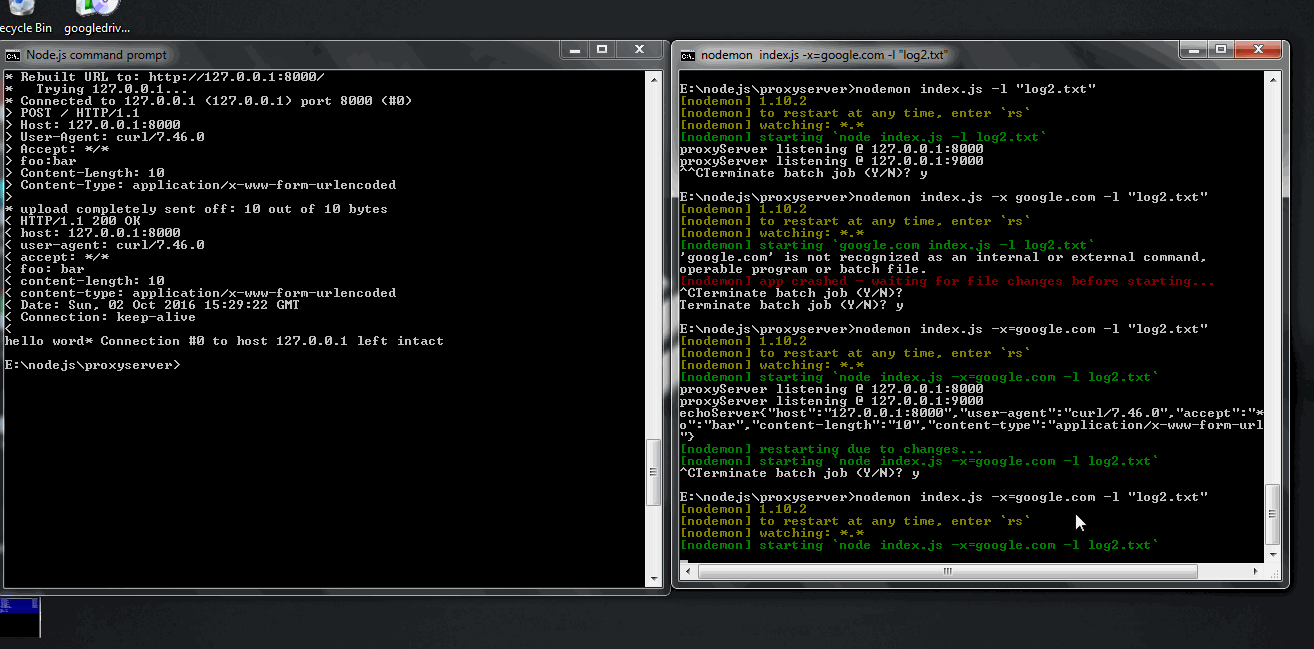 ecycle Bin
googledriv...
Node.js command prompt
* Rebuilt URL to: http://127.0.0.1:8000/
*   Trying 127.0.0.1...
* Connected to 127.0.0.1 (127.0.0.1) port 8000 (#0)
> POST / HTTP/1.1
> Host: 127.0.0.1:8000
> User-Agent: curl/7.46.0
> Accept: */*
> foo:bar
> Content-Length: 10
> Content-Type: application/x-www-form-urlencoded
>
* upload completely sent off: 10 out of 10 bytes
< HTTP/1.1 200 OK
< host: 127.0.0.1:8000
< user-agent: curl/7.46.0
< accept: */*
< foo: bar
< content-length: 10
< content-type: application/x-www-form-urlencoded
< Date: Sun, 02 Oct 2016 15:29:22 GMT
< Connection: keep-alive
<
hello word* Connection #0 to host 127.0.0.1 left intact
E:\nodejs\proxyserver>
nodemon  index.js -x=google.com -l "log2.txt"
E:\nodejs\proxyserver>nodemon index.js -l "log2.txt"
[nodemon] 1.10.2
[nodemon] to restart at any time, enter `rs`
[nodemon] watching: *.*
[nodemon] starting `node index.js -l log2.txt`
proxyServer listening @ 127.0.0.1:8000
proxyServer listening @ 127.0.0.1:9000
^^CTerminate batch job (Y/N)? y
E:\nodejs\proxyserver>nodemon index.js -x google.com -l "log2.txt"
[nodemon] 1.10.2
[nodemon] to restart at any time, enter `rs`
[nodemon] watching: *.*
[nodemon] starting `google.com index.js -l log2.txt`
'google.com' is not recognized as an internal or external command,
operable program or batch file.
[nodemon] app crashed - waiting for file changes before starting...
^CTerminate batch job (Y/N)?
Terminate batch job (Y/N)? y
E:\nodejs\proxyserver>nodemon index.js -x=google.com -l "log2.txt"
[nodemon] 1.10.2
[nodemon] to restart at any time, enter `rs`
[nodemon] watching: *.*
[nodemon] starting `node index.js -x=google.com -l log2.txt`
proxyServer listening @ 127.0.0.1:8000
proxyServer listening @ 127.0.0.1:9000
echoServer{"host":"127.0.0.1:8000","user-agent":"curl/7.46.0","accept":"*
o":"bar","content-length":"10","content-type":"application/x-www-form-url
"}
[nodemon] restarting due to changes...
[nodemon] starting `node index.js -x=google.com -l log2.txt`
^CTerminate batch job (Y/N)? y
E:\nodejs\proxyserver>nodemon index.js -x=google.com -l "log2.txt"
[nodemon] 1.10.2
[nodemon] to restart at any time, enter `rs`
[nodemon] watching: *.*
[nodemon] starting `node index.js -x=google.com -l log2.txt`